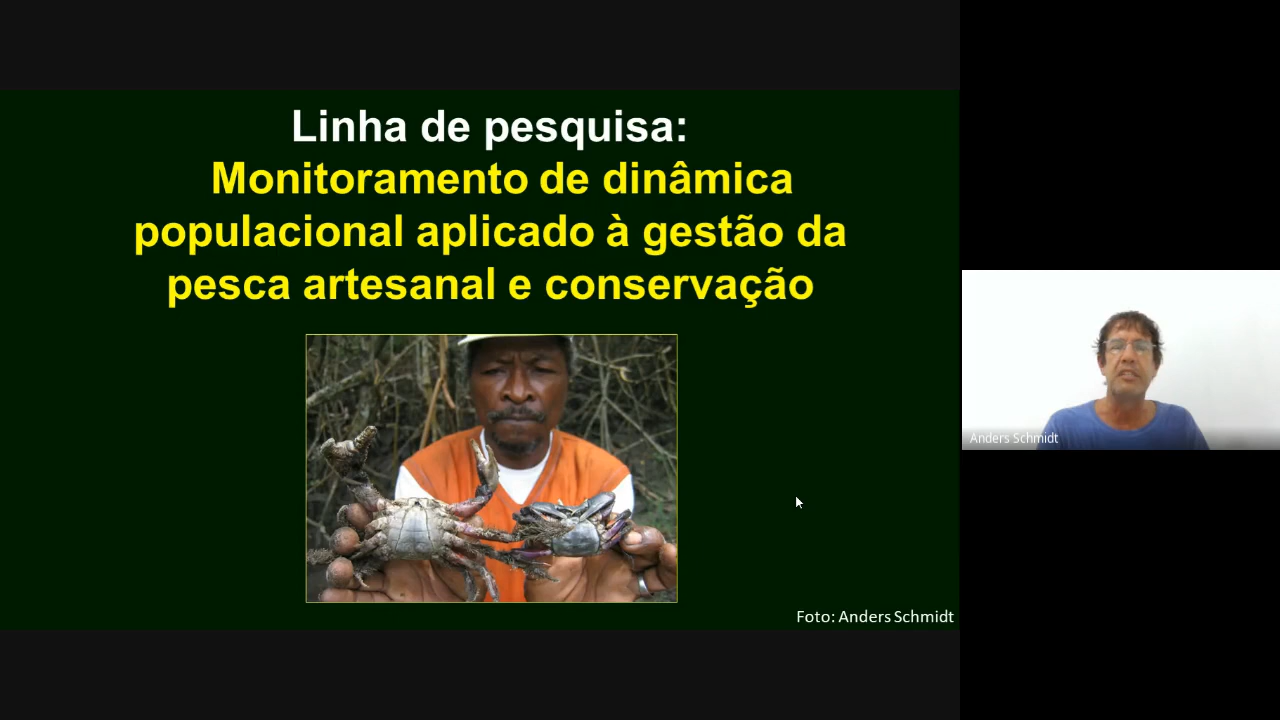 Linha de pesquisa:
Monitoramento de dinâmica
populacional aplicado à gestão da
pesca artesanal e conservação
Foto: Anders Schmidt
Anders Schmidt